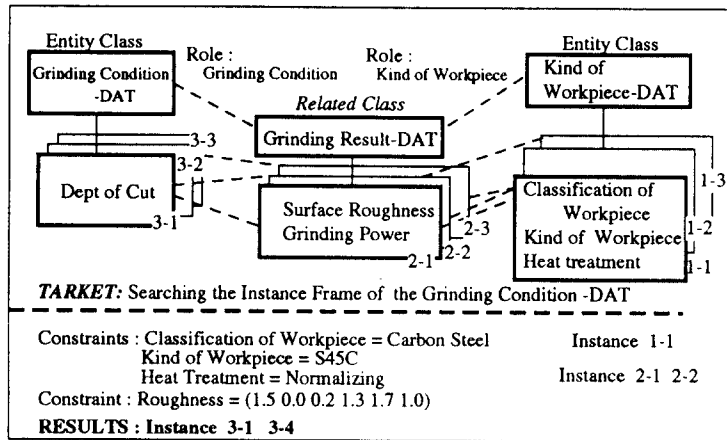 Entity Class
Role :
Grinding Condition
Role :
Kind of Workpiece
Entity Class
Grinding Condition
-DAT
Related Class
Grinding Result-DAT
Kind of
Workpiece-DAT
3-3
3-2
3-1
Dept of Cut
Surface Roughness
Grinding Power
2-3
2-2
2-1
Classification of
Workpiece
Kind of Workpiece
Heat treatment
1-3
1-2
1-1
TARKET: Searching the Instance Frame of the Grinding Condition -DAT
Constraints : Classification of Workpiece = Carbon Steel Instance 1-1
Kind of Workpiece = S45C
Heat Treatment = Normalizing Instance 2-1 2-2
Constraint : Roughness = (1.5 0.0 0.2 1.3 1.7 1.0)
RESULTS : Instance 3-1 3-4